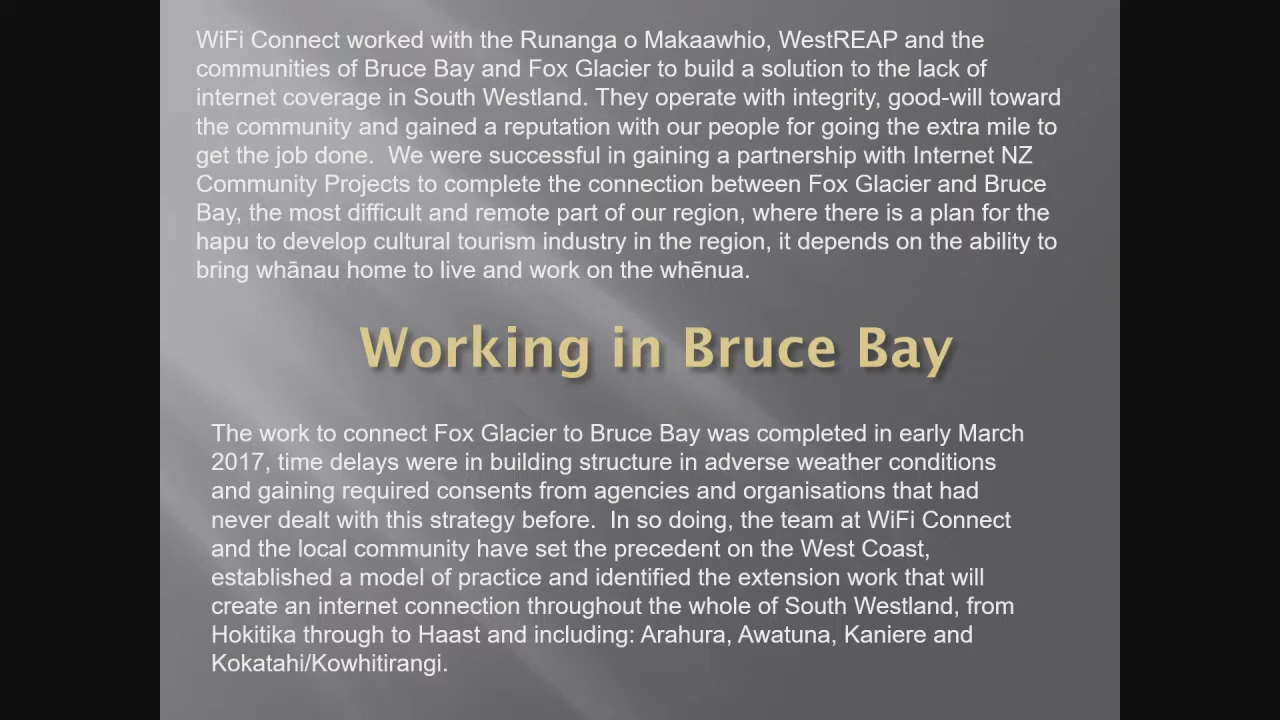 WiFi Connect worked with the Runanga o Makaawhio, WestREAP and the
communities of Bruce Bay and Fox Glacier to build a solution to the lack of
internet coverage in South Westland. They operate with integrity, good-will toward
the community and gained a reputation with our people for going the extra mile to
get the job done.  We were successful in gaining a partnership with Internet NZ
Community Projects to complete the connection between Fox Glacier and Bruce
Bay, the most difficult and remote part of our region, where there is a plan for the
hapu to develop cultural tourism industry in the region, it depends on the ability to
bring whānau home to live and work on the whēnua.
Working in Bruce Bay
The work to connect Fox Glacier to Bruce Bay was completed in early March
2017, time delays were in building structure in adverse weather conditions
and gaining required consents from agencies and organisations that had
never dealt with this strategy before.  In so doing, the team at WiFi Connect
and the local community have set the precedent on the West Coast,
established a model of practice and identified the extension work that will
create an internet connection throughout the whole of South Westland, from
Hokitika through to Haast and including: Arahura, Awatuna, Kaniere and
Kokatahi/Kowhitirangi.